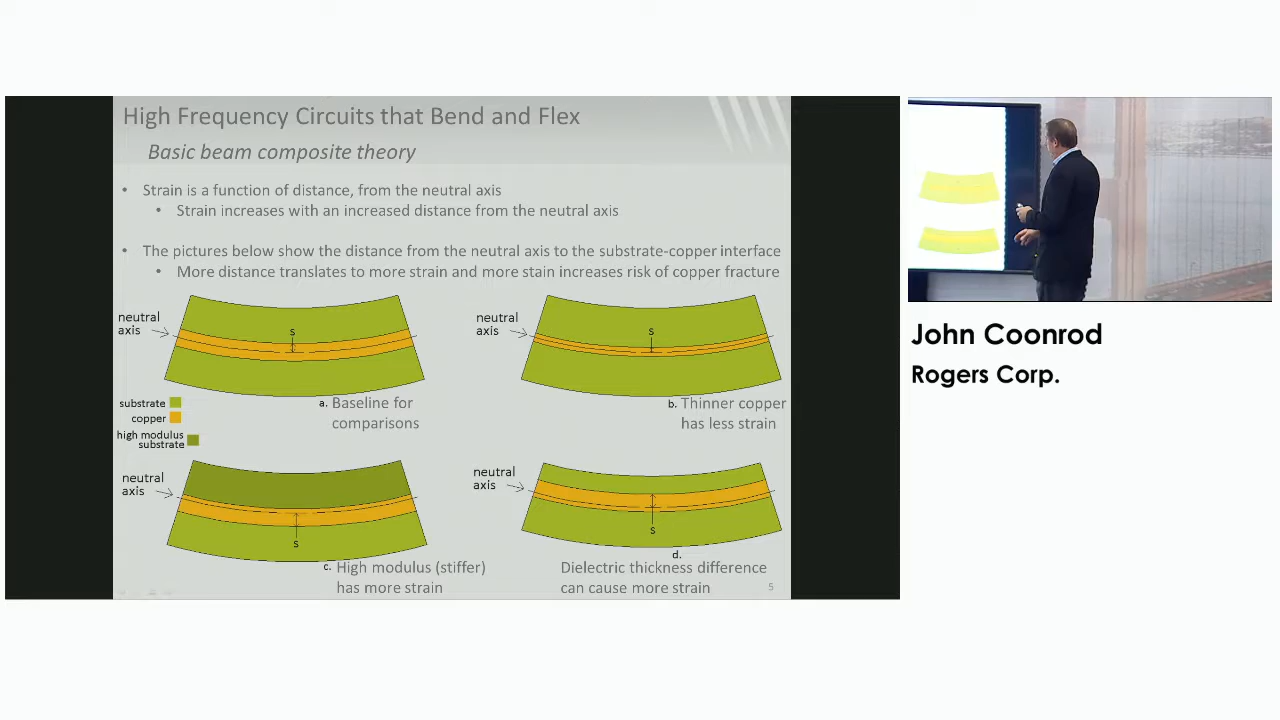 High Frequency Circuits that Bend and Flex
Basic beam composite theory
• Strain is a function of distance, from the neutral axis
• Strain increases with an increased distance from the neutral axis
• The pictures below show the distance from the neutral axis to the substrate-copper interface
• More distance translates to more strain and more stain increases risk of copper fracture
neutral
axis
s
neutral
axis
s
substrate
copper
high modulus
substrate
a. Baseline for
comparisons
b. Thinner copper
has less strain
neutral
axis
s
neutral
axis
s
c. High modulus (stiffer)
has more strain
d.
Dielectric thickness difference
can cause more strain
5
John Coonrod
Rogers Corp.